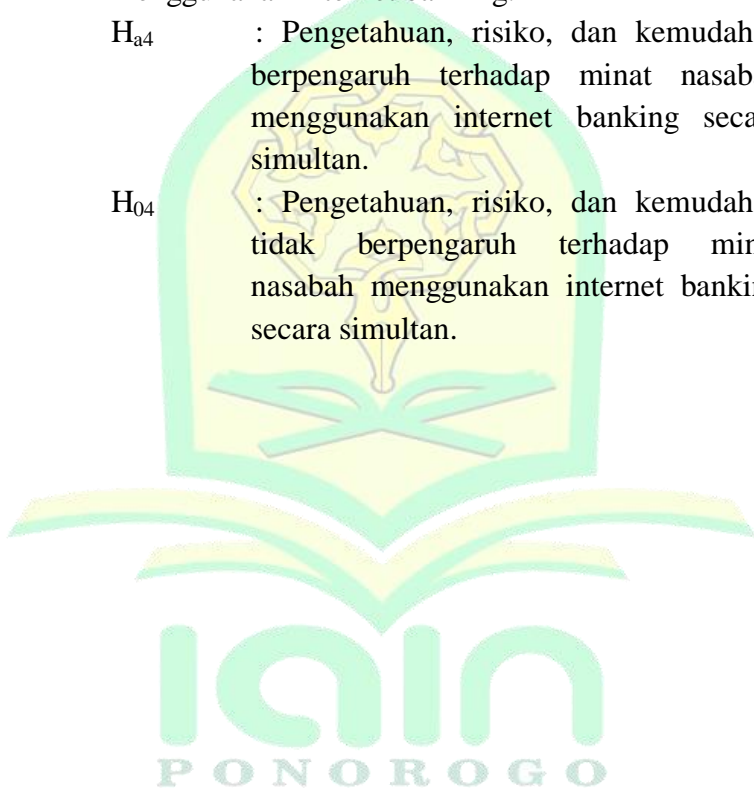 Ha4 : Pengetahuan, risiko, dan kemudah
berpengaruh terhadap minat nasab
menggunakan internet banking seca
simultan.
H04 : Pengetahuan, risiko, dan kemudah
tidak berpengaruh terhadap min
nasabah menggunakan internet banki
secara simultan.
iain
PONOROGO